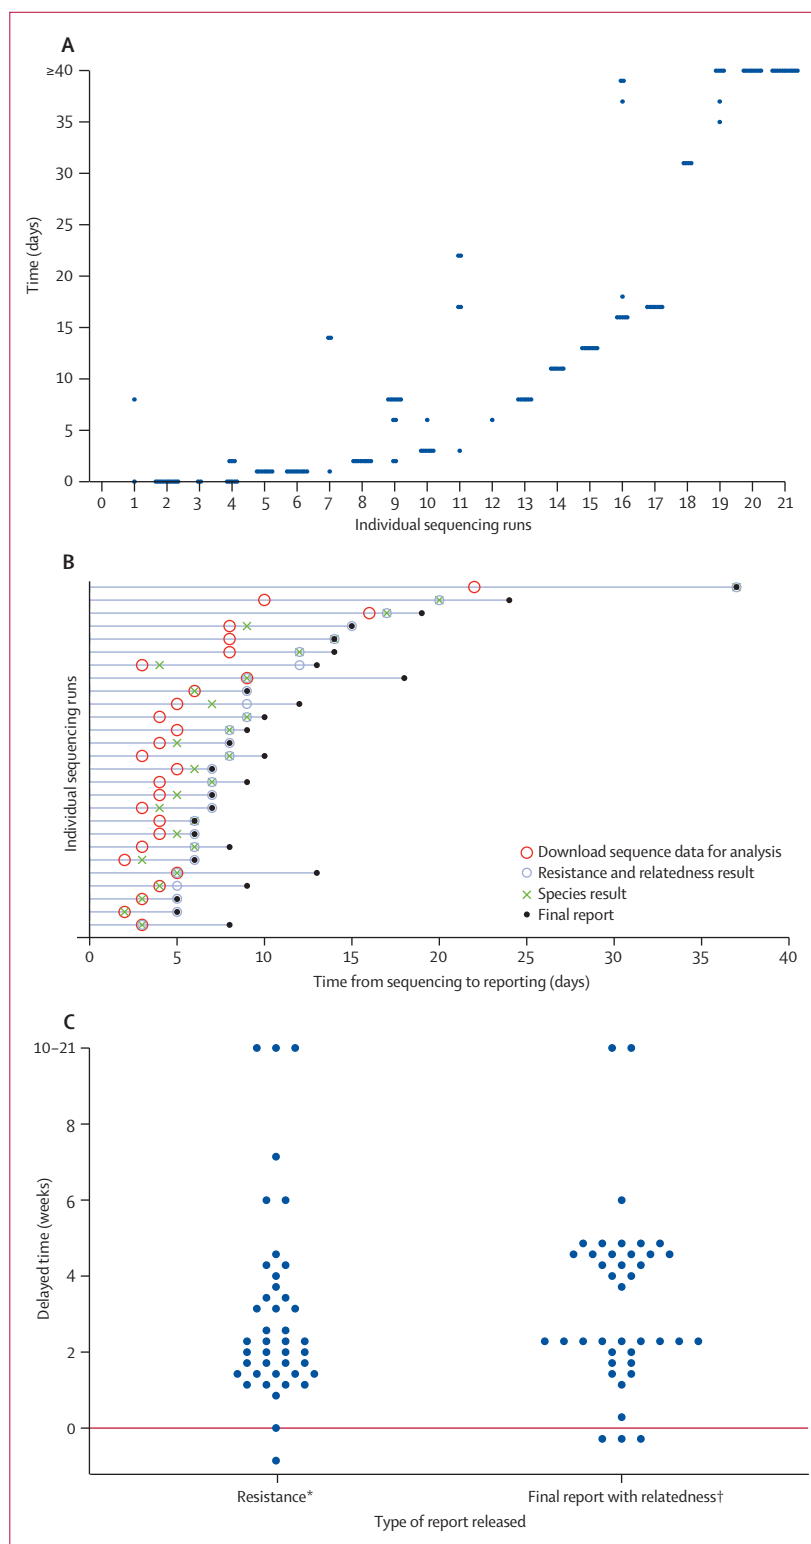 A
≥40
35
30
25
20
15
10
5
0
Time (days)
0 1 2 3 4 5 6 7 8 9 10 11 12 13 14 15 16 17 18 19 20 21
Individual sequencing runs
B
Individual sequencing runs
Download sequence data for analysis
Resistance and relatedness result
Species result
Final report
0 5 10 15 20 25 30 35 40
Time from sequencing to reporting (days)
C
10–21
8
6
4
2
0
Delayed time (weeks)
Resistance* Final report with relatedness†
Type of report released